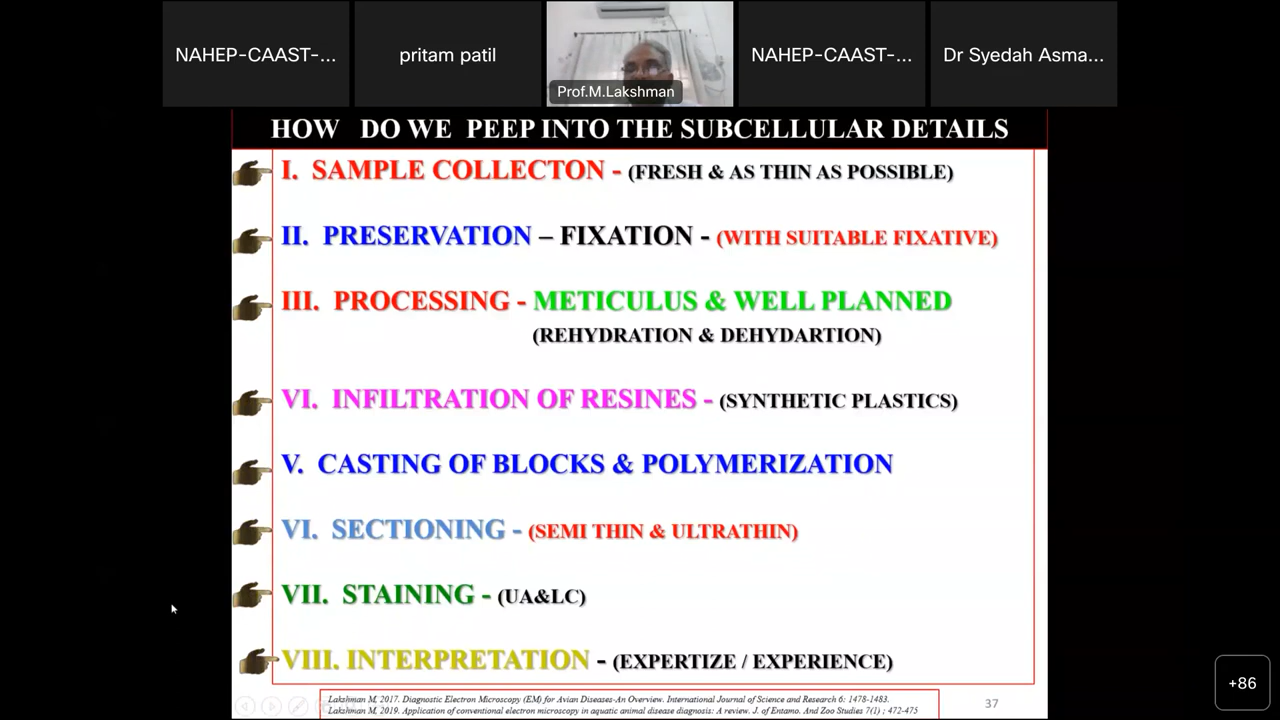 NAHEP-CAAST-...
pritam patil
Prof.M.Lakshman
NAHEP-CAAST-...
Dr Syedah Asma...
HOW DO WE PEEP INTO THE SUBCELLULAR DETAILS
I. SAMPLE COLLECTON - (FRESH & AS THIN AS POSSIBLE)
II. PRESERVATION – FIXATION - (WITH SUITABLE FIXATIVE)
III. PROCESSING - METICULUS & WELL PLANNED
(REHYDRATION & DEHYDARTION)
VI. INFILTRATION OF RESINES - (SYNTHETIC PLASTICS)
V. CASTING OF BLOCKS & POLYMERIZATION
VI. SECTIONING - (SEMI THIN & ULTRATHIN)
VII. STAINING - (UA&LC)
VIII. INTERPRETATION - (EXPERTIZE / EXPERIENCE)
Lakshman M, 2017. Diagnostic Electron Microscopy (EM) for Avian Diseases-An Overview. International Journal of Science and Research 6: 1478-1483.
Lakshman M, 2019. Application of conventional electron microscopy in aquatic animal disease diagnosis: A review. J. of Entamo. And Zoo Studies 7(1) ; 472-475
37
+86